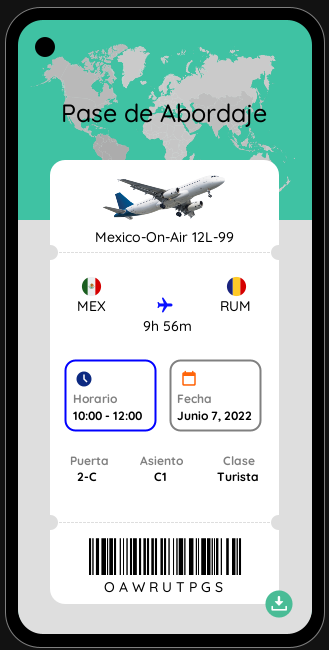 Pase de Abordaje
Mexico-On-Air 12L-99
MEX
RUM
9h 56m
Horario
10:00 - 12:00
Fecha
Junio 7, 2022
Puerta
2-C
Asiento
C1
Clase
Turista
OAWRUTPGS